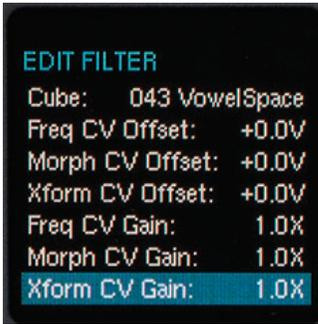 EDIT FILTER
Cube: 043 VowelSpace
Freq CV Offset: +0.0V
Morph CV Offset: +0.0V
Xform CV Offset: +0.0V
Freq CV Gain: 1.0X
Morph CV Gain: 1.0X
Xform CV Gain: 1.0X